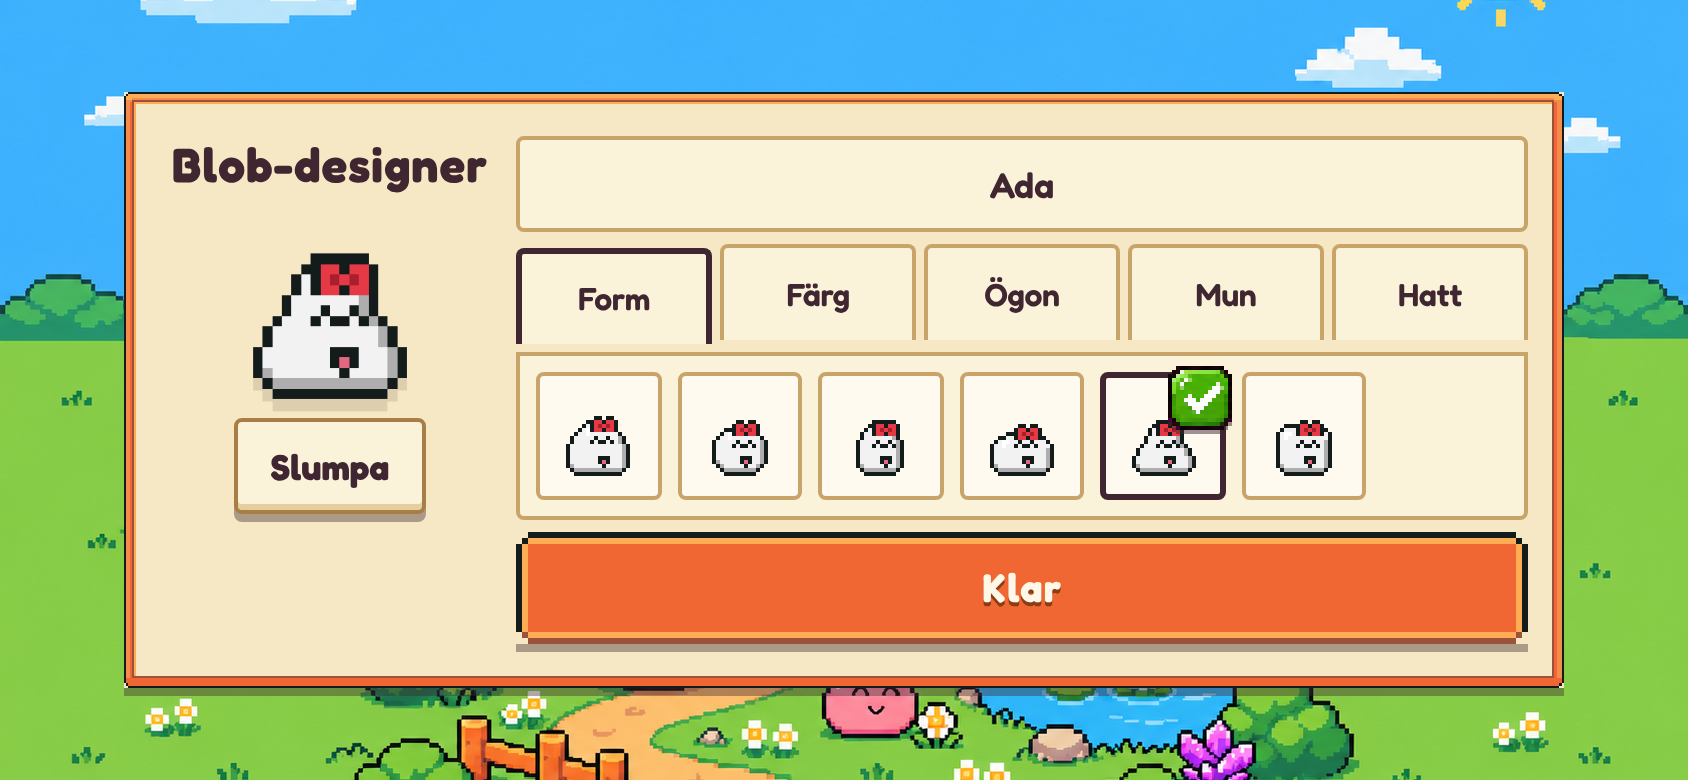 Blob-designer
Ada
Form
Färg
Ögon
Mun
Hatt
Slumpa
Klar